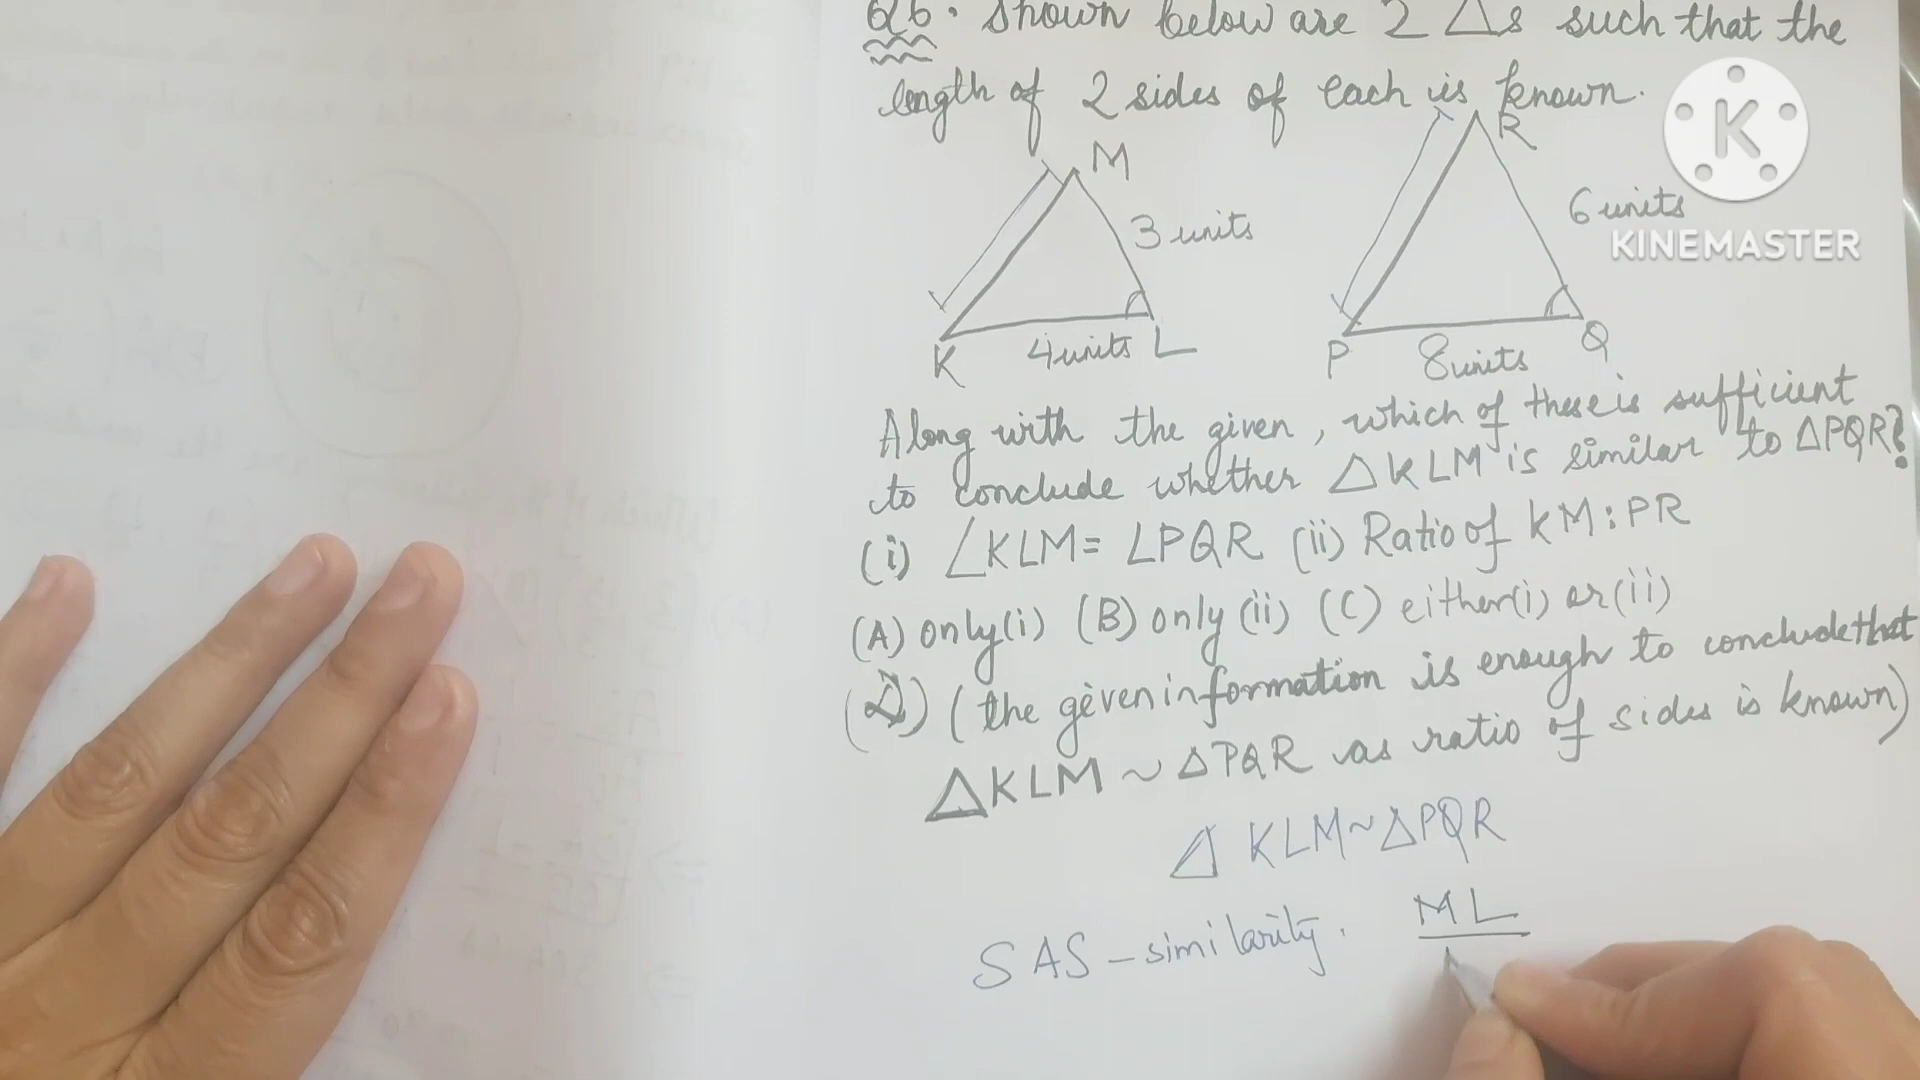 Q6. Shown below are 2 △s such that the
length of 2 sides of each is known.
M
R
K
3 units
6 units
KINEMASTER
K
4 units
L
P
8 units
Q
Along with the given, which of these is sufficient
to conclude whether △KLM is similar to △PQR?
(i) ∠KLM = ∠PQR (ii) Ratio of KM : PR
(A) only (i) (B) only (ii) (C) either (i) or (ii)
(D) (the given information is enough to conclude that
△KLM ~ △PQR as ratio of sides is known)
△ KLM ~ △PQR
SAS - similarity. ML